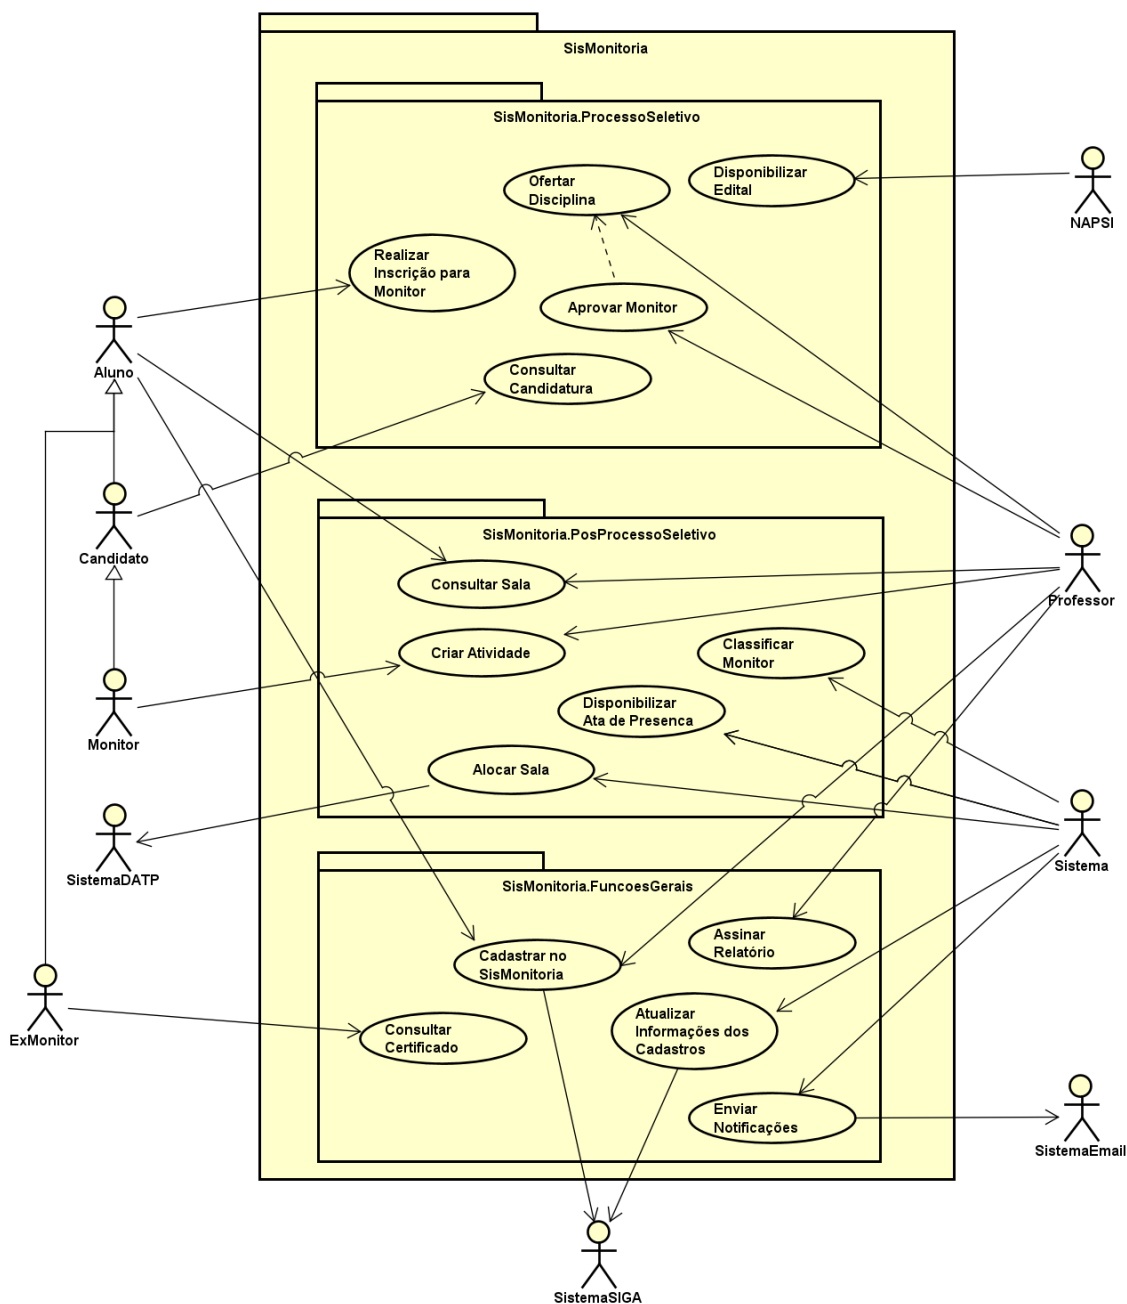 SisMonitoria
SisMonitoria.ProcessoSeletivo
Ofertar
Disciplina
Disponibilizar
Edital
NAPSI
Realizar
Inscrição para
Monitor
Aprovar Monitor
Aluno
Consultar
Candidatura
Candidato
SisMonitoria.PosProcessoSeletivo
Consultar Sala
Professor
Criar Atividade
Classificar
Monitor
Disponibilizar
Ata de Presenca
Monitor
Alocar Sala
SistemaDATP
Sistema
SisMonitoria.FuncoesGerais
Assinar
Relatório
Cadastrar no
SisMonitoria
Atualizar
Informações dos
Cadastros
Consultar
Certificado
ExMonitor
Enviar
Notificações
SistemaEmail
SistemaSIGA